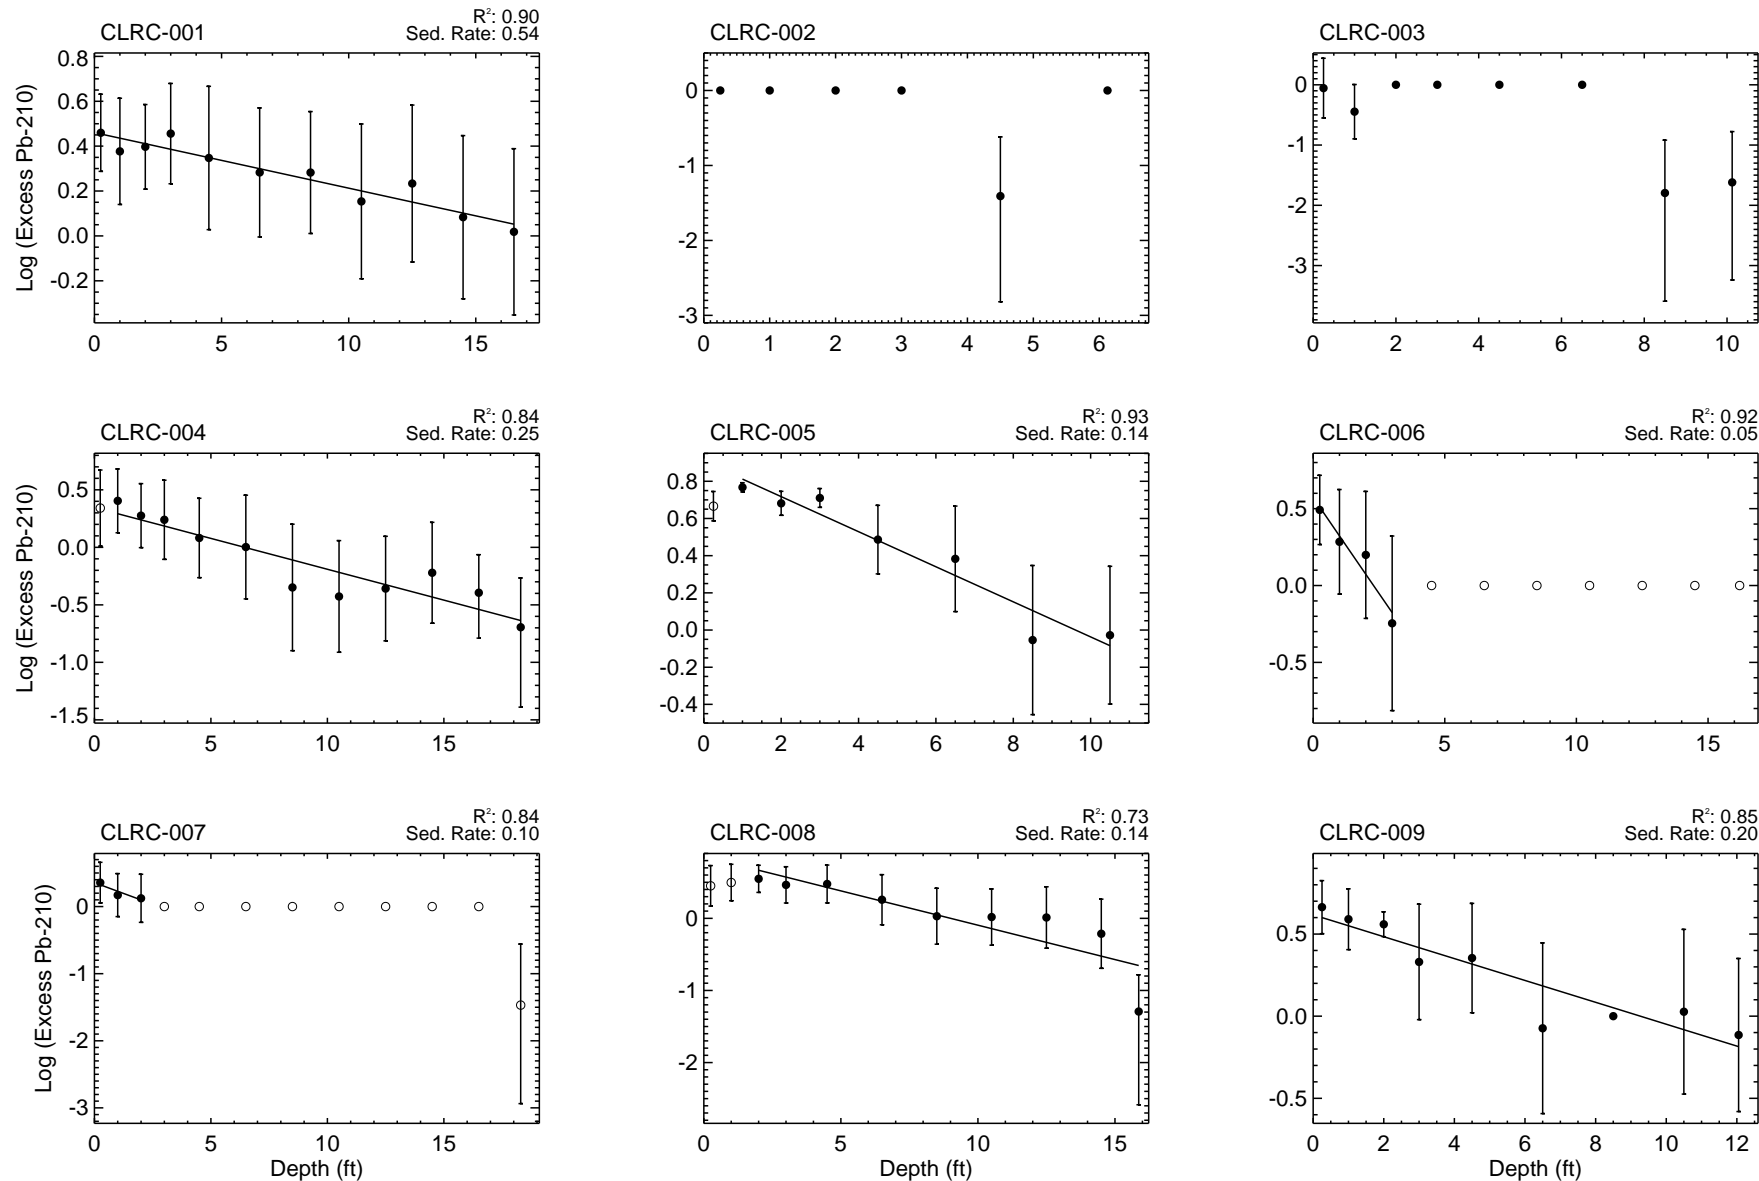 CLRC-001
R²: 0.90
Sed. Rate: 0.54
Log (Excess Pb-210)
0.8
0.6
0.4
0.2
0.0
-0.2
0 5 10 15
CLRC-002
0
-1
-2
-3
0 1 2 3 4 5 6
CLRC-003
0
-1
-2
-3
0 2 4 6 8 10
CLRC-004
R²: 0.84
Sed. Rate: 0.25
Log (Excess Pb-210)
0.5
0.0
-0.5
-1.0
-1.5
0 5 10 15
CLRC-005
R²: 0.93
Sed. Rate: 0.14
0.8
0.6
0.4
0.2
0.0
-0.2
-0.4
0 2 4 6 8 10
CLRC-006
R²: 0.92
Sed. Rate: 0.05
0.5
0.0
-0.5
0 5 10 15
CLRC-007
R²: 0.84
Sed. Rate: 0.10
Log (Excess Pb-210)
0
-1
-2
-3
0 5 10 15
Depth (ft)
CLRC-008
R²: 0.73
Sed. Rate: 0.14
0
-1
-2
0 5 10 15
Depth (ft)
CLRC-009
R²: 0.85
Sed. Rate: 0.20
0.5
0.0
-0.5
0 2 4 6 8 10 12
Depth (ft)